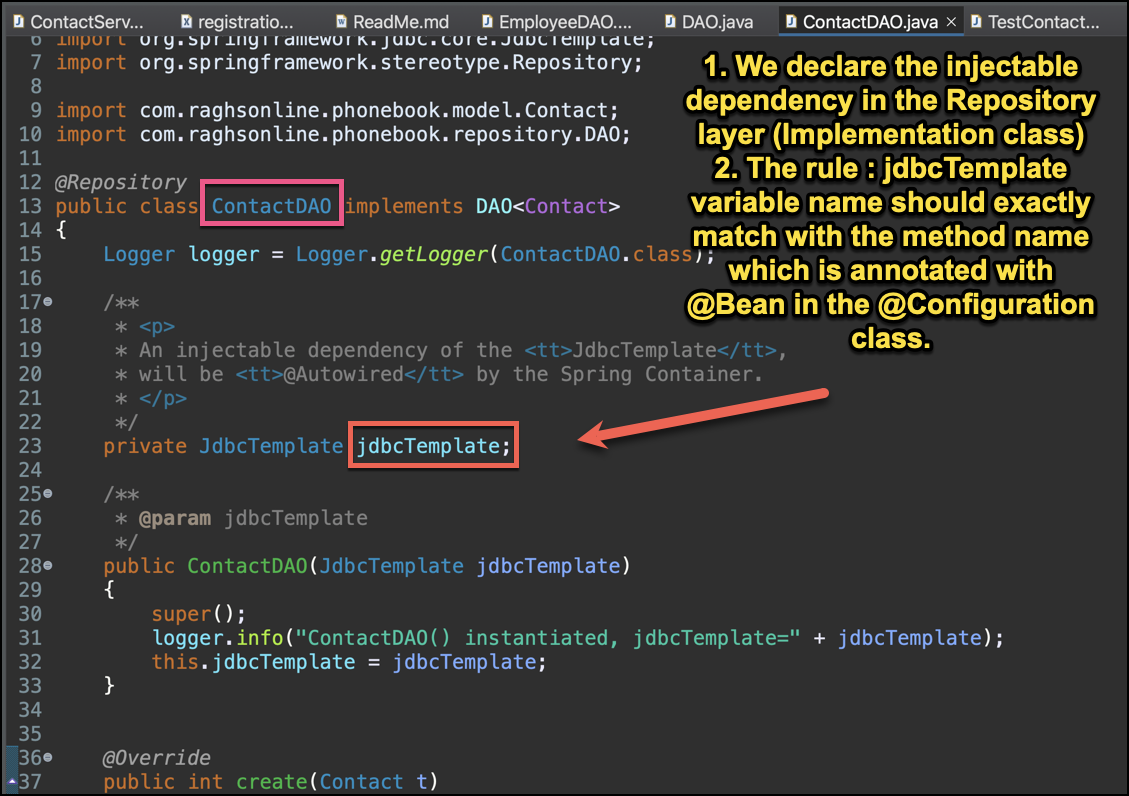 ContactServ... registratio... ReadMe.md EmployeeDAO.... DAO.java ContactDAO.java × TestContact...
6 import org.springframework.jdbc.core.JdbcTemplate;
7 import org.springframework.stereotype.Repository;
8
9 import com.raghsonline.phonebook.model.Contact;
10 import com.raghsonline.phonebook.repository.DAO;
11
12 @Repository
13 public class ContactDAO implements DAO<Contact>
14 {
15 Logger logger = Logger.getLogger(ContactDAO.class);
16
17 /**
18 * <p>
19 * An injectable dependency of the <tt>JdbcTemplate</tt>,
20 * will be <tt>@Autowired</tt> by the Spring Container.
21 * </p>
22 */
23 private JdbcTemplate jdbcTemplate;
24
25 /**
26 * @param jdbcTemplate
27 */
28 public ContactDAO(JdbcTemplate jdbcTemplate)
29 {
30 super();
31 logger.info("ContactDAO() instantiated, jdbcTemplate=" + jdbcTemplate);
32 this.jdbcTemplate = jdbcTemplate;
33 }
34
35
36 @Override
37 public int create(Contact t)
1. We declare the injectable
dependency in the Repository
layer (Implementation class)
2. The rule : jdbcTemplate
variable name should exactly
match with the method name
which is annotated with
@Bean in the @Configuration
class.